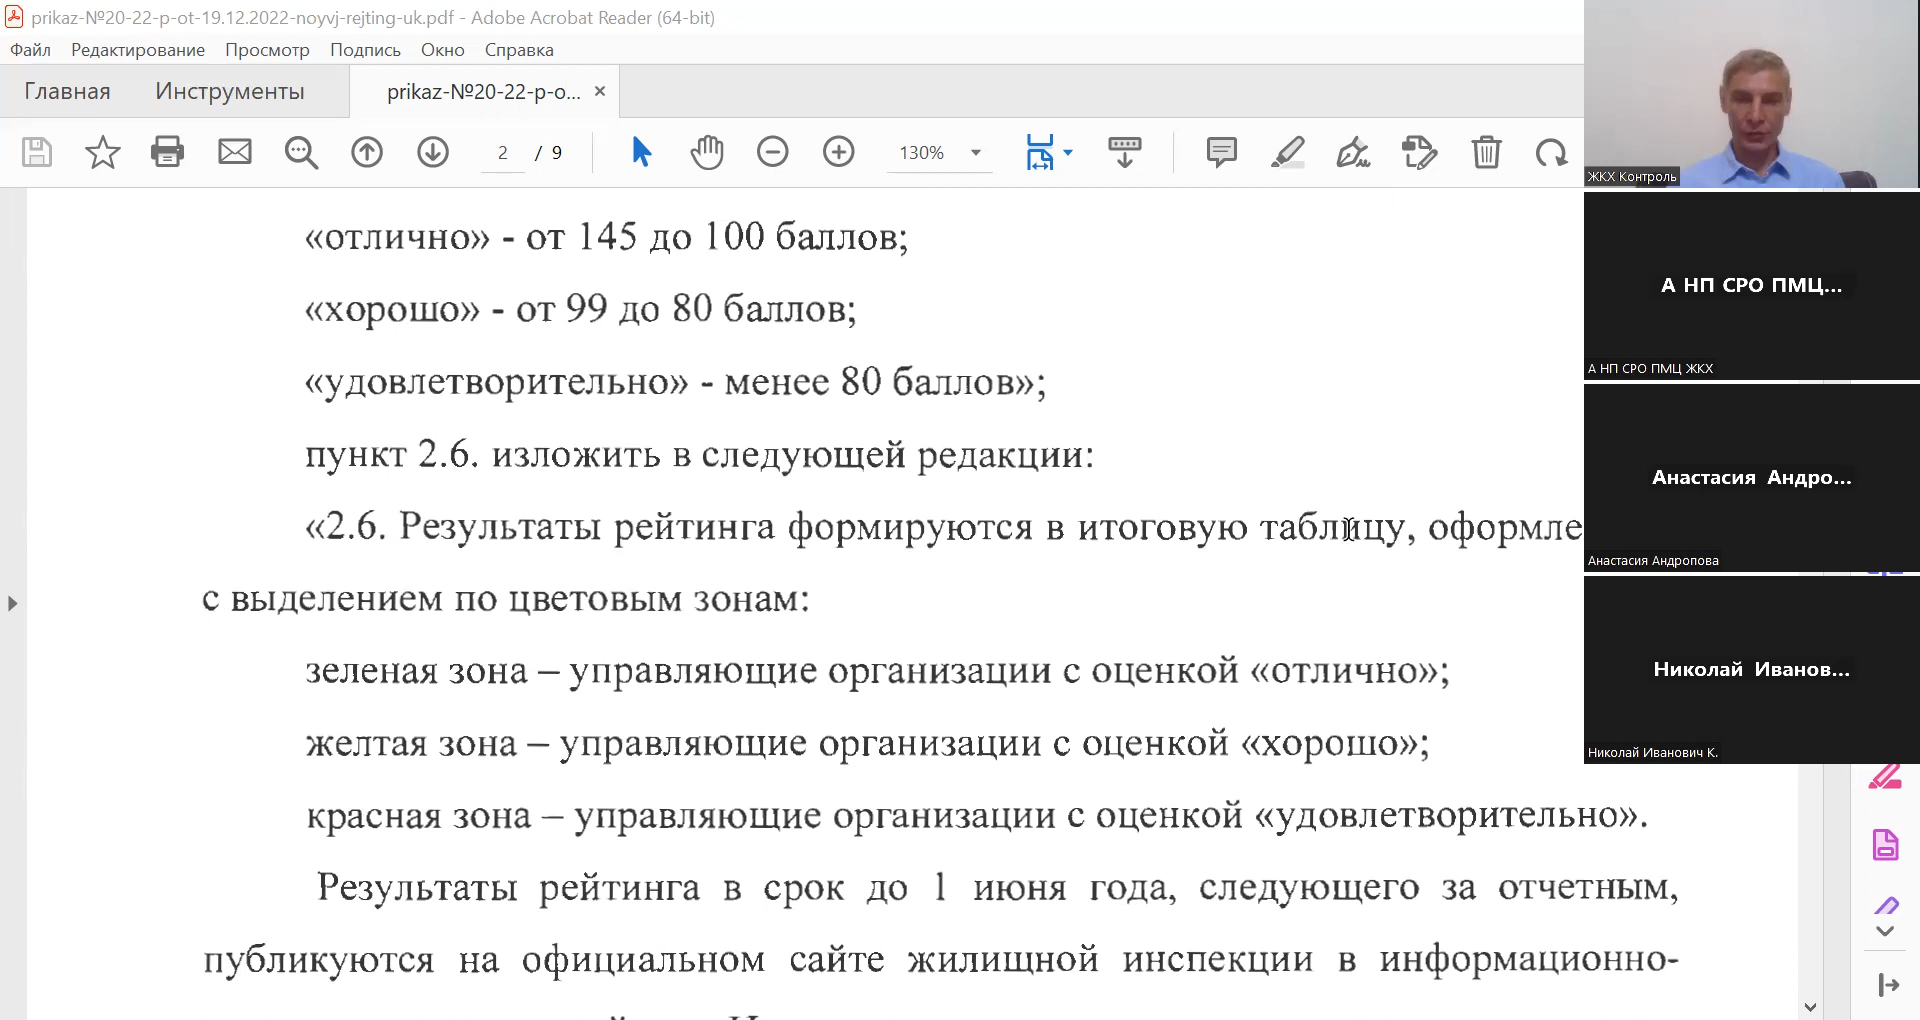 prikaz-№20-22-p-ot-19.12.2022-noyvj-rejting-uk.pdf - Adobe Acrobat Reader (64-bit)
Файл Редактирование Просмотр Подпись Окно Справка
Главная Инструменты prikaz-№20-22-p-o... ×
2 / 9 130%
«отлично» - от 145 до 100 баллов;
«хорошо» - от 99 до 80 баллов;
«удовлетворительно» - менее 80 баллов»;
пункт 2.6. изложить в следующей редакции:
«2.6. Результаты рейтинга формируются в итоговую таблицу, оформле
с выделением по цветовым зонам:
зеленая зона – управляющие организации с оценкой «отлично»;
желтая зона – управляющие организации с оценкой «хорошо»;
красная зона – управляющие организации с оценкой «удовлетворительно».
Результаты рейтинга в срок до 1 июня года, следующего за отчетным,
публикуются на официальном сайте жилищной инспекции в информационно-
ЖКХ Контроль
А НП СРО ПМЦ...
А НП СРО ПМЦ ЖКХ
Анастасия Андро...
Анастасия Андропова
Николай Иванов...
Николай Иванович К.